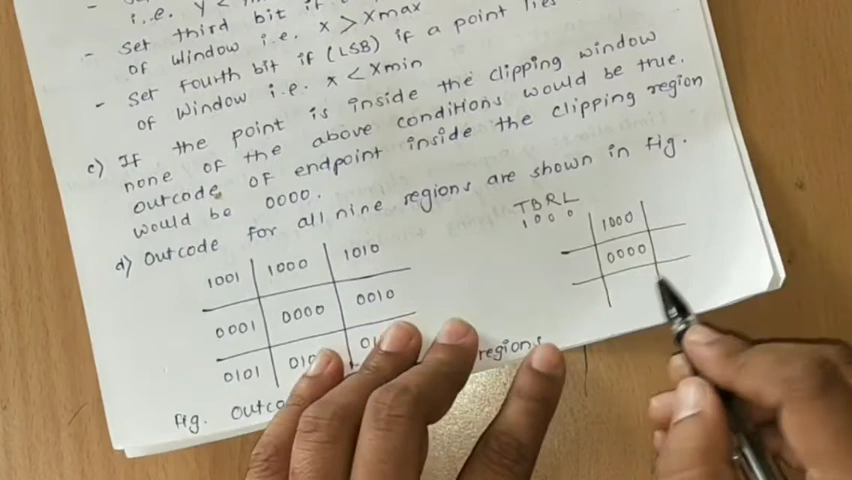 i.e. y <
- set third bit if
of window i.e. x > xmax
- set fourth bit if (LSB) if a point lies
of window i.e. x < xmin
c) If the point is inside the clipping window
none of the above conditions would be true.
outcode of endpoint inside the clipping region
would be 0000.
d) Outcode for all nine regions are shown in fig.
TBRL
1000
1001 1000 1010
0001 0000 0010
0101
1000
0000
Fig. regions